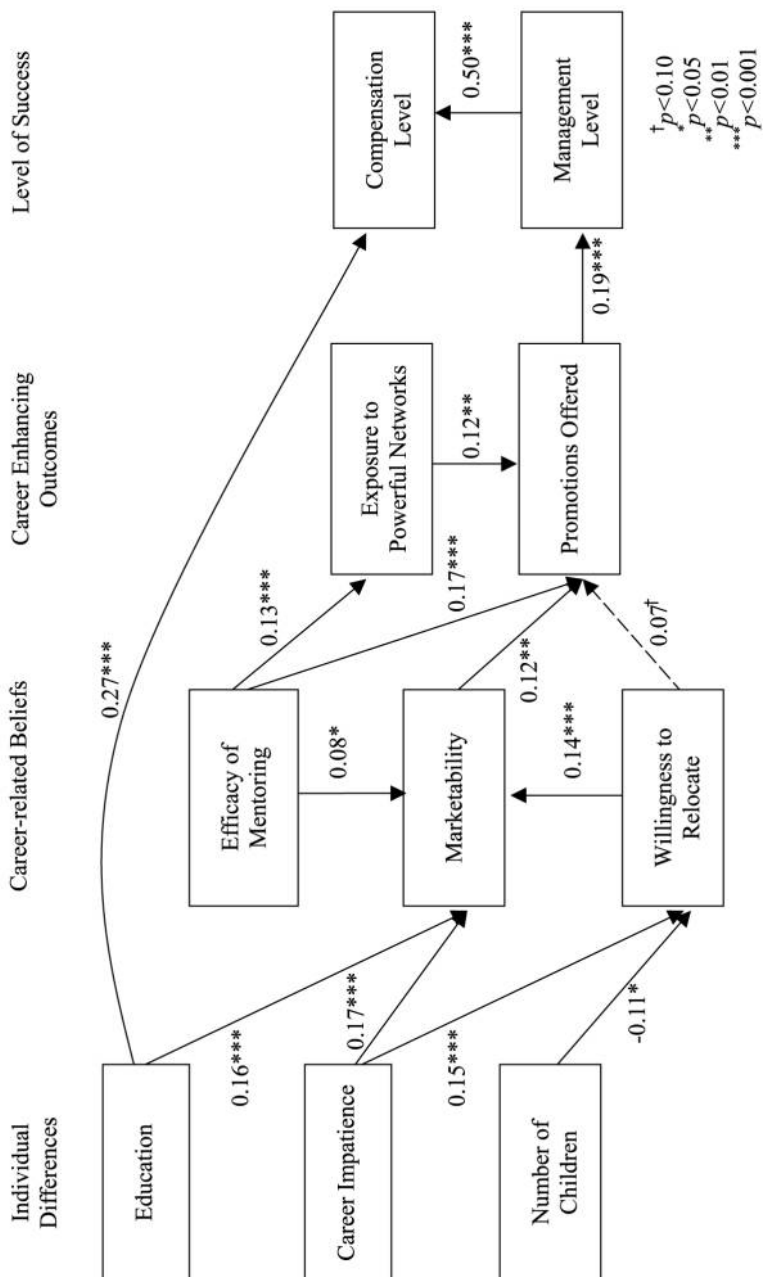 Individual
Differences
Career-related Beliefs
Career Enhancing
Outcomes
Level of Success
Education
Career Impatience
Number of
Children
Efficacy of
Mentoring
Marketability
Willingness to
Relocate
Exposure to
Powerful Networks
Promotions Offered
Compensation
Level
Management
Level
0.27***
0.16***
0.17***
0.15***
-0.11*
0.08*
0.14***
0.13***
0.17***
0.12**
0.07†
0.12**
0.19***
0.50***
†p<0.10
*p<0.05
**p<0.01
***p<0.001